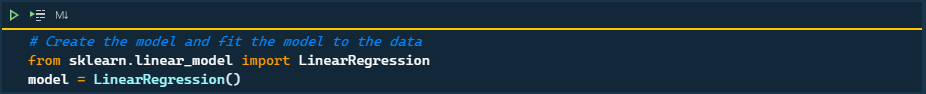 M↓
# Create the model and fit the model to the data
from sklearn.linear_model import LinearRegression
model = LinearRegression()